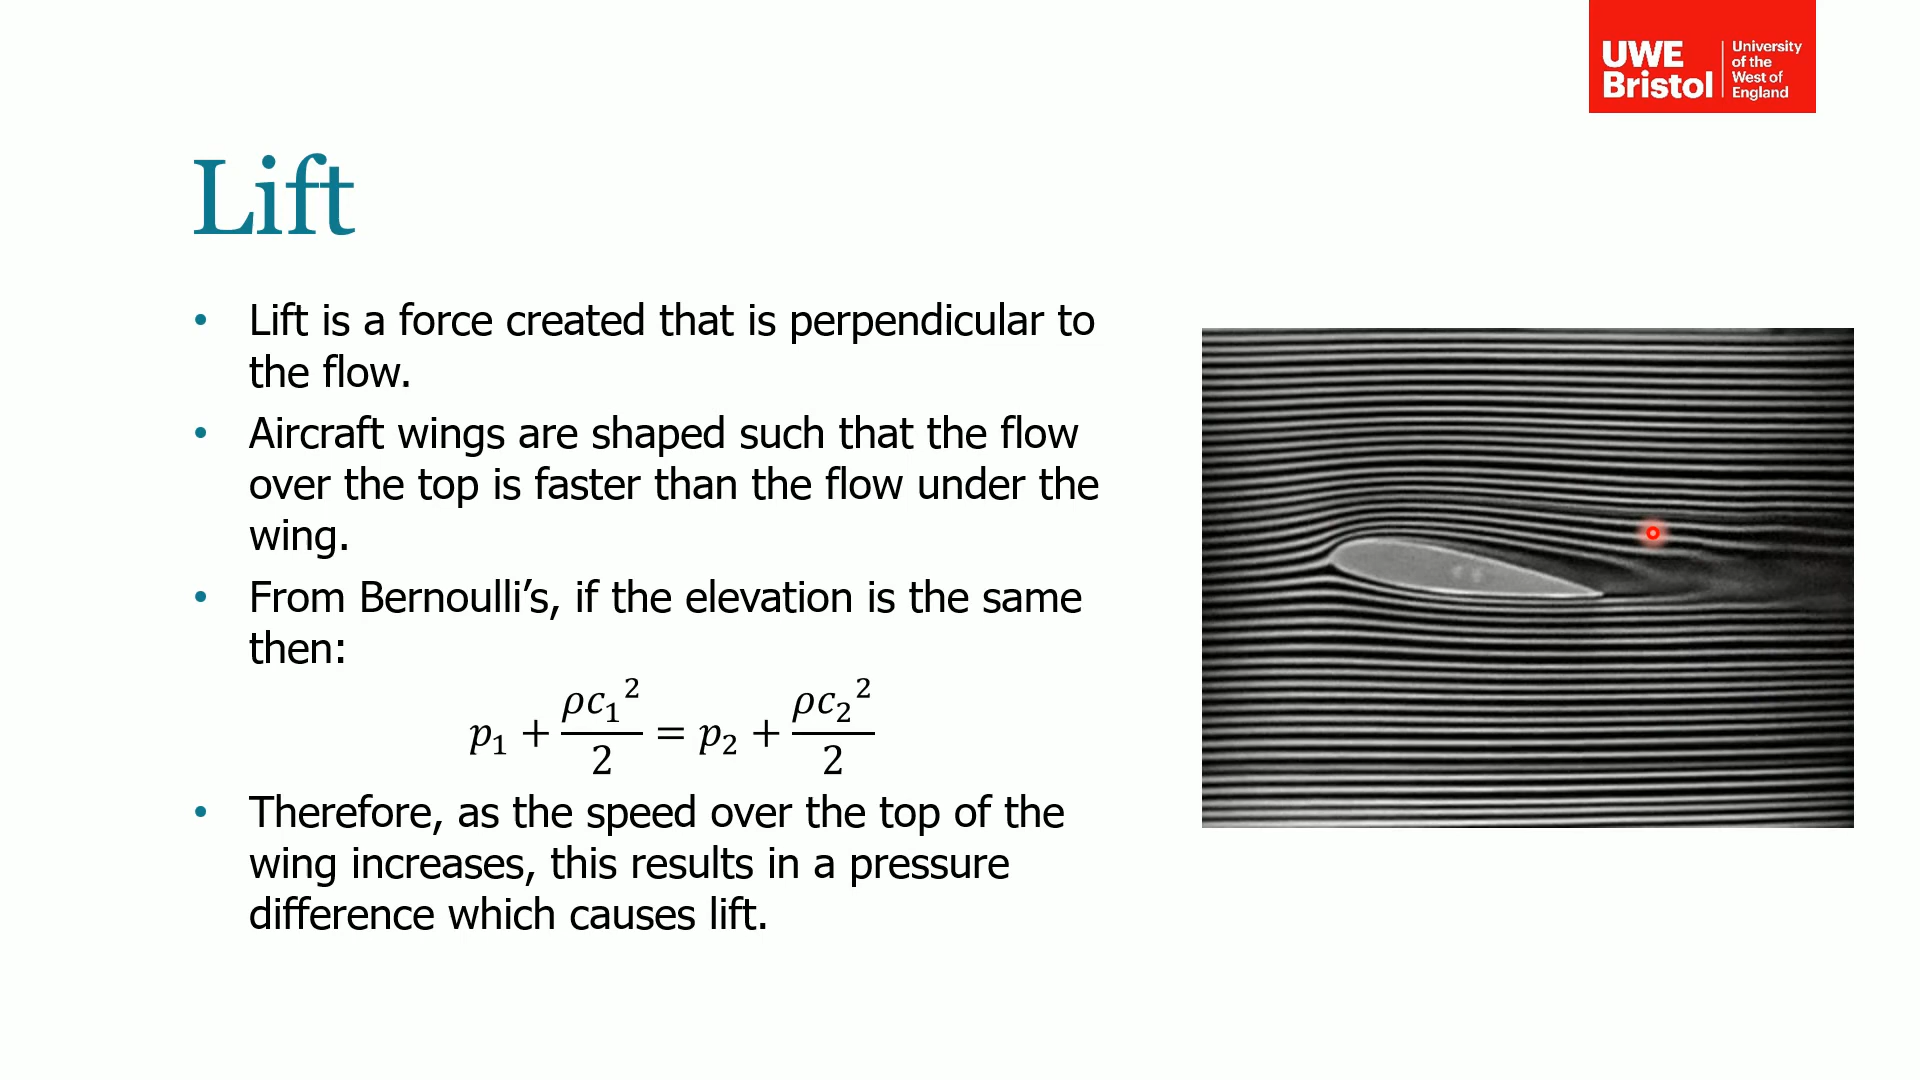 UWE
Bristol
University
of the
West of
England
Lift
• Lift is a force created that is perpendicular to
the flow.
• Aircraft wings are shaped such that the flow
over the top is faster than the flow under the
wing.
• From Bernoulli’s, if the elevation is the same
then:
𝑝₁ + 𝜌𝑐₁²/2 = 𝑝₂ + 𝜌𝑐₂²/2
• Therefore, as the speed over the top of the
wing increases, this results in a pressure
difference which causes lift.